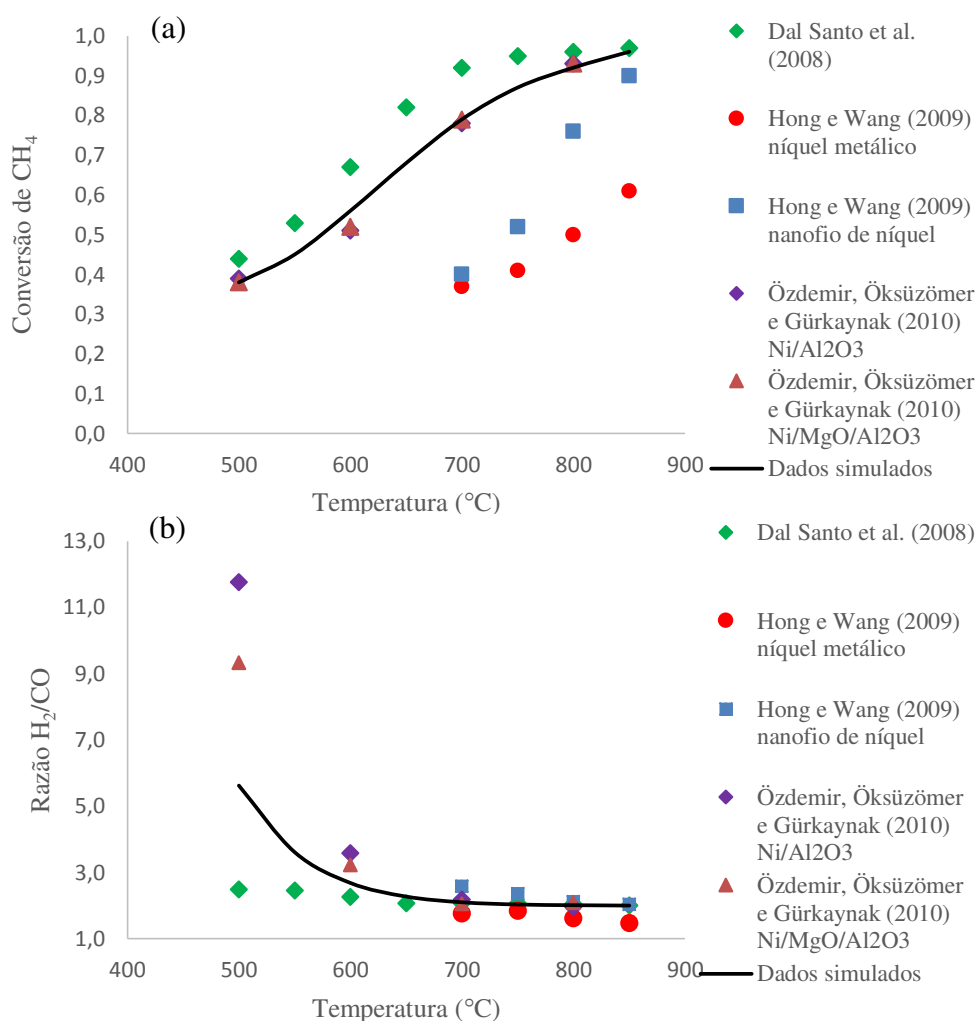 (a)
1,0
0,9
0,8
0,7
0,6
0,5
0,4
0,3
0,2
0,1
0,0
Conversão de CH4
400 500 600 700 800 900
Temperatura (°C)
Dal Santo et al.
(2008)
Hong e Wang (2009)
níquel metálico
Hong e Wang (2009)
nanofio de níquel
Özdemir, Öksüzömer
e Gürkaynak (2010)
Ni/Al2O3
Özdemir, Öksüzömer
e Gürkaynak (2010)
Ni/MgO/Al2O3
Dados simulados
(b)
13,0
11,0
9,0
7,0
5,0
3,0
1,0
Razão H2/CO
400 500 600 700 800 900
Temperatura (°C)
Dal Santo et al. (2008)
Hong e Wang (2009)
níquel metálico
Hong e Wang (2009)
nanofio de níquel
Özdemir, Öksüzömer
e Gürkaynak (2010)
Ni/Al2O3
Özdemir, Öksüzömer
e Gürkaynak (2010)
Ni/MgO/Al2O3
Dados simulados